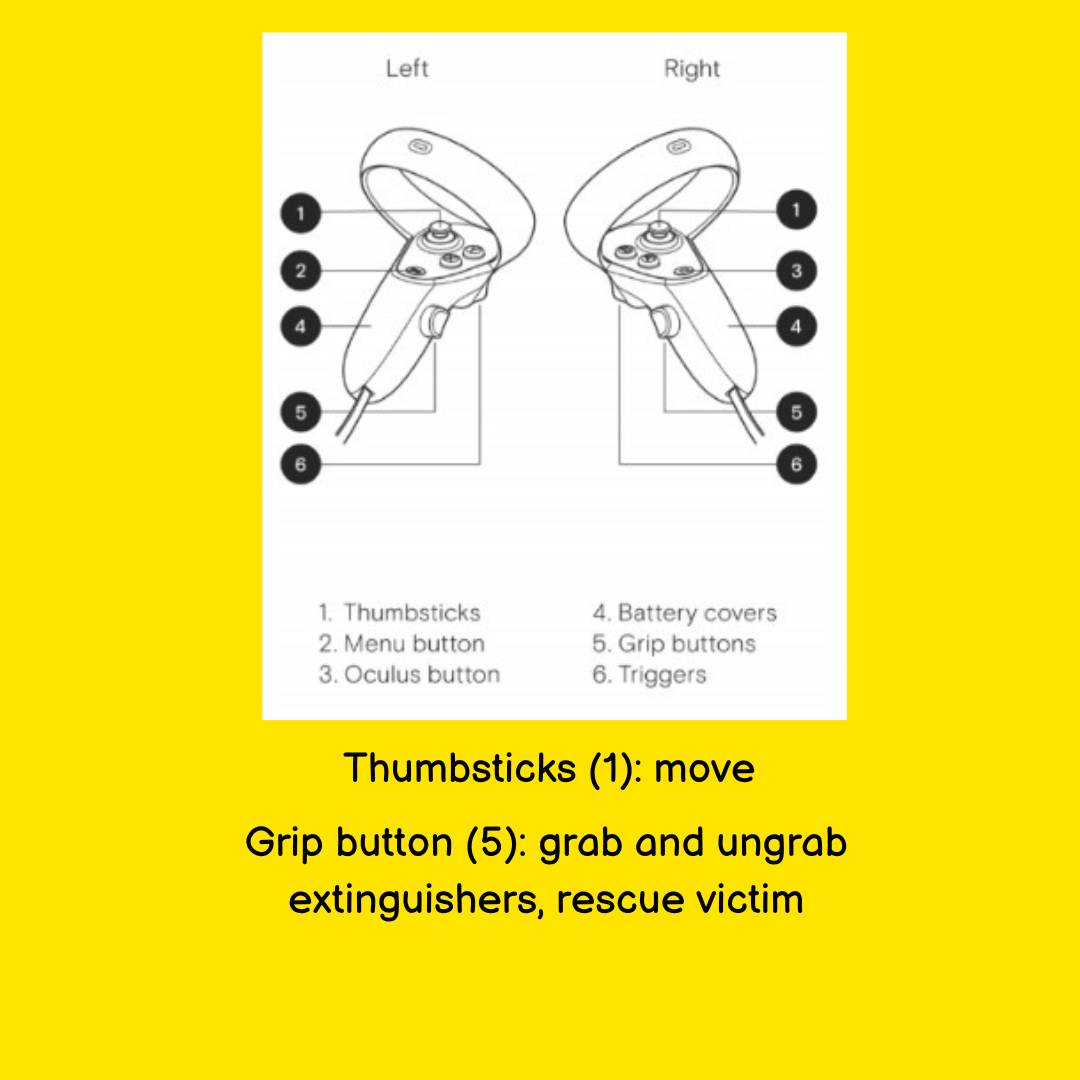 Left
Right
1
1
2
3
4
4
5
5
6
6
1. Thumbsticks
2. Menu button
3. Oculus button
4. Battery covers
5. Grip buttons
6. Triggers
Thumbsticks (1): move
Grip button (5): grab and ungrab
extinguishers, rescue victim